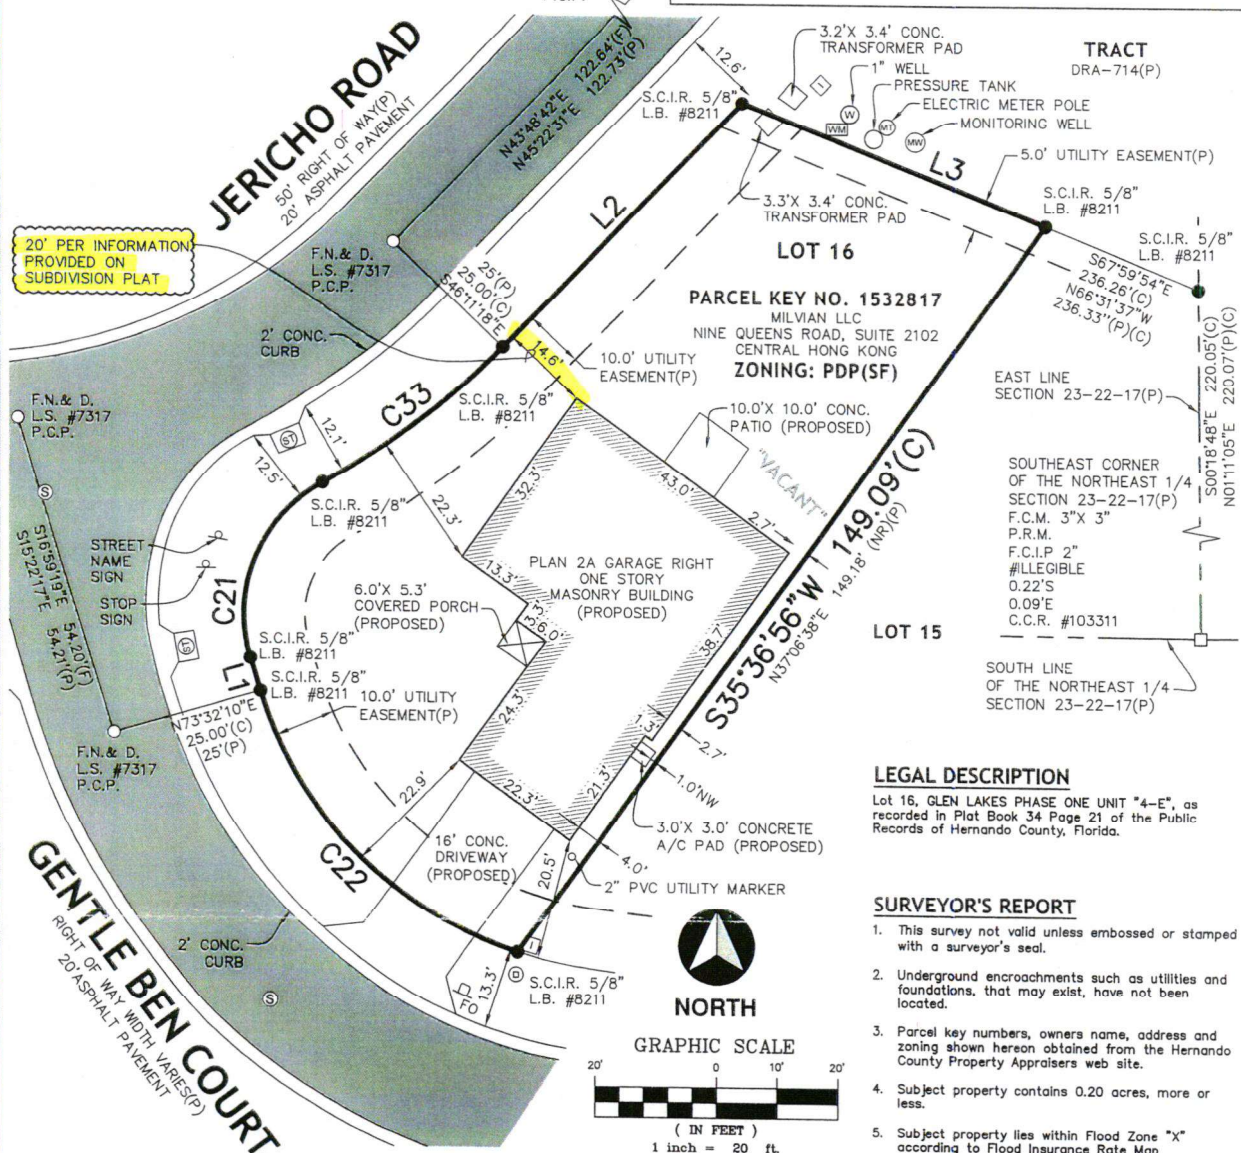 JERICHO ROAD
50' RIGHT OF WAY(P)
20' ASPHALT PAVEMENT
N43°48'42"E 122.64'(F)
N45°22'31"E 122.73'(P)
12.6'
3.2'X 3.4' CONC.
TRANSFORMER PAD
I
1" WELL
W
PRESSURE TANK
WM
MT
ELECTRIC METER POLE
MW
MONITORING WELL
TRACT
DRA-714(P)
S.C.I.R. 5/8"
L.B. #8211
L3
5.0' UTILITY EASEMENT(P)
S.C.I.R. 5/8"
L.B. #8211
S.C.I.R. 5/8"
L.B. #8211
3.3'X 3.4' CONC.
TRANSFORMER PAD
L2
20' PER INFORMATION
PROVIDED ON
SUBDIVISION PLAT
F.N.& D.
L.S. #7317
P.C.P.
25'(P)
25.00'(C)
S46°11'18"E
LOT 16
PARCEL KEY NO. 1532817
MILVIAN LLC
NINE QUEENS ROAD, SUITE 2102
CENTRAL HONG KONG
ZONING: PDP(SF)
S67°59'54"E
236.26'(C)
N66°31'37"W
236.33"(P)(C)
2' CONC.
CURB
14.6'
10.0' UTILITY
EASEMENT(P)
S.C.I.R. 5/8"
L.B. #8211
C33
10.0'X 10.0' CONC.
PATIO (PROPOSED)
"VACANT"
EAST LINE
SECTION 23-22-17(P)
S00°18'48"E 220.05'(C)
N01°11'05"E 220.07'(P)(C)
F.N.& D.
L.S. #7317
P.C.P.
ST
12.1'
12.5'
S.C.I.R. 5/8"
L.B. #8211
22.3'
32.3'
43.0'
2.7'
SOUTHEAST CORNER
OF THE NORTHEAST 1/4
SECTION 23-22-17(P)
F.C.M. 3"X 3"
P.R.M.
F.C.I.P 2"
#ILLEGIBLE
0.22'S
0.09'E
C.C.R. #103311
S
S16°59'19"E 54.20'(F)
S15°22'17"E 54.21'(P)
STREET
NAME
SIGN
STOP
SIGN
ST
C21
6.0'X 5.3'
COVERED PORCH
(PROPOSED)
13.3'
3.3'
6.0'
PLAN 2A GARAGE RIGHT
ONE STORY
MASONRY BUILDING
(PROPOSED)
38.7'
S35°36'56"W 149.09'(C)
N37°06'38"E 149.18' (NR)(P)
LOT 15
SOUTH LINE
OF THE NORTHEAST 1/4
SECTION 23-22-17(P)
S.C.I.R. 5/8"
L.B. #8211
L1
S.C.I.R. 5/8"
L.B. #8211
10.0' UTILITY
EASEMENT(P)
N73°32'10"E
25.00'(C)
25'(P)
F.N.& D.
L.S. #7317
P.C.P.
24.3'
22.3'
21.3'
1.3'
2.7'
1.0'NW
22.9'
C22
16' CONC.
DRIVEWAY
(PROPOSED)
3.0'X 3.0' CONCRETE
A/C PAD (PROPOSED)
4.0'
20.5'
2" PVC UTILITY MARKER
2' CONC.
CURB
S
FO
13.3'
I
D
S.C.I.R. 5/8"
L.B. #8211
GENTLE BEN COURT
RIGHT OF WAY WIDTH VARIES(P)
20'ASPHALT PAVEMENT
NORTH
GRAPHIC SCALE
20' 0 10' 20'
( IN FEET )
1 inch = 20 ft.
LEGAL DESCRIPTION
Lot 16, GLEN LAKES PHASE ONE UNIT "4-E", as
recorded in Plat Book 34 Page 21 of the Public
Records of Hernando County, Florida.
SURVEYOR'S REPORT
1. This survey not valid unless embossed or stamped
with a surveyor's seal.
2. Underground encroachments such as utilities and
foundations, that may exist, have not been
located.
3. Parcel key numbers, owners name, address and
zoning shown hereon obtained from the Hernando
County Property Appraisers web site.
4. Subject property contains 0.20 acres, more or
less.
5. Subject property lies within Flood Zone "X"
according to Flood Insurance Rate Map